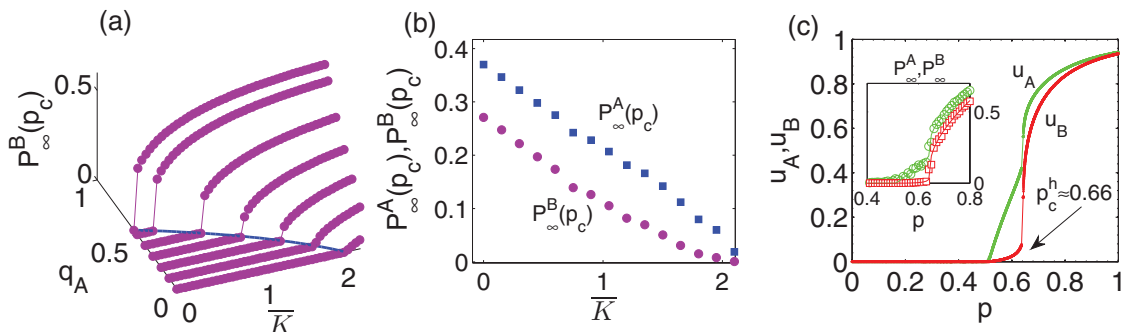 (a)
P^B_∞(p_c)
0.5
0
1
0.5
0
q_A
0
1
2
K̅
(b)
P^A_∞(p_c),P^B_∞(p_c)
0.4
0.3
0.2
0.1
0
P^A_∞(p_c)
P^B_∞(p_c)
0
1
2
K̅
(c)
u_A,u_B
1
0.8
0.6
0.4
0.2
0
P^A_∞,P^B_∞
0.5
0
0.4
0.6
0.8
p
u_A
u_B
p^h_c≈0.66
0
0.2
0.4
0.6
0.8
1
p